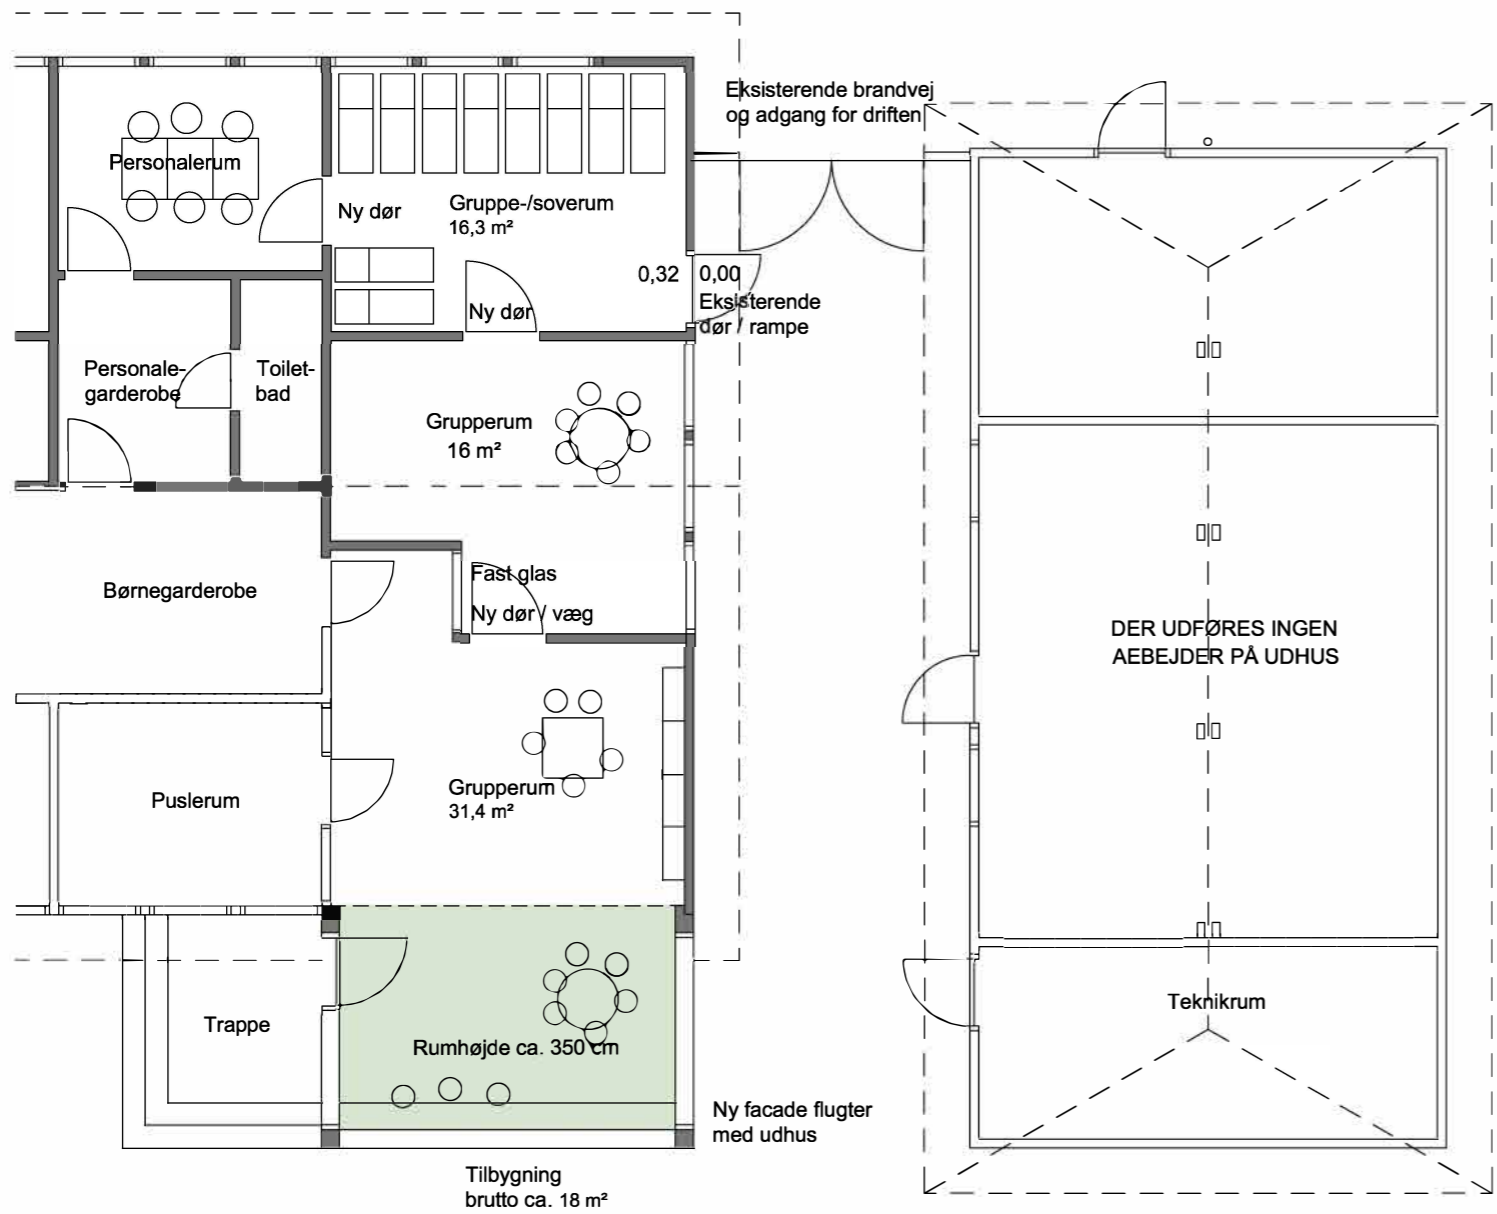 Eksisterende brandvej
og adgang for driften
Personalerum
Ny dør
Gruppe-/soverum
16,3 m²
0,32
0,00
Eksisterende
dør / rampe
Ny dør
Personale-
garderobe
Toilet-
bad
Grupperum
16 m²
Fast glas
Ny dør / væg
Børnegarderobe
DER UDFØRES INGEN
AEBEJDER PÅ UDHUS
Puslerum
Grupperum
31,4 m²
Trappe
Teknikrum
Rumhøjde ca. 350 cm
Ny facade flugter
med udhus
Tilbygning
brutto ca. 18 m²